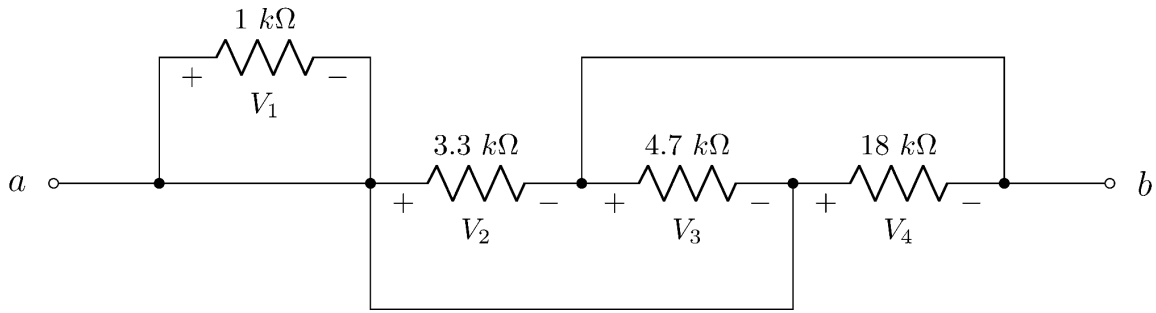 1 kΩ
+ −
V₁
3.3 kΩ 4.7 kΩ 18 kΩ
a b
+ − + − + −
V₂ V₃ V₄